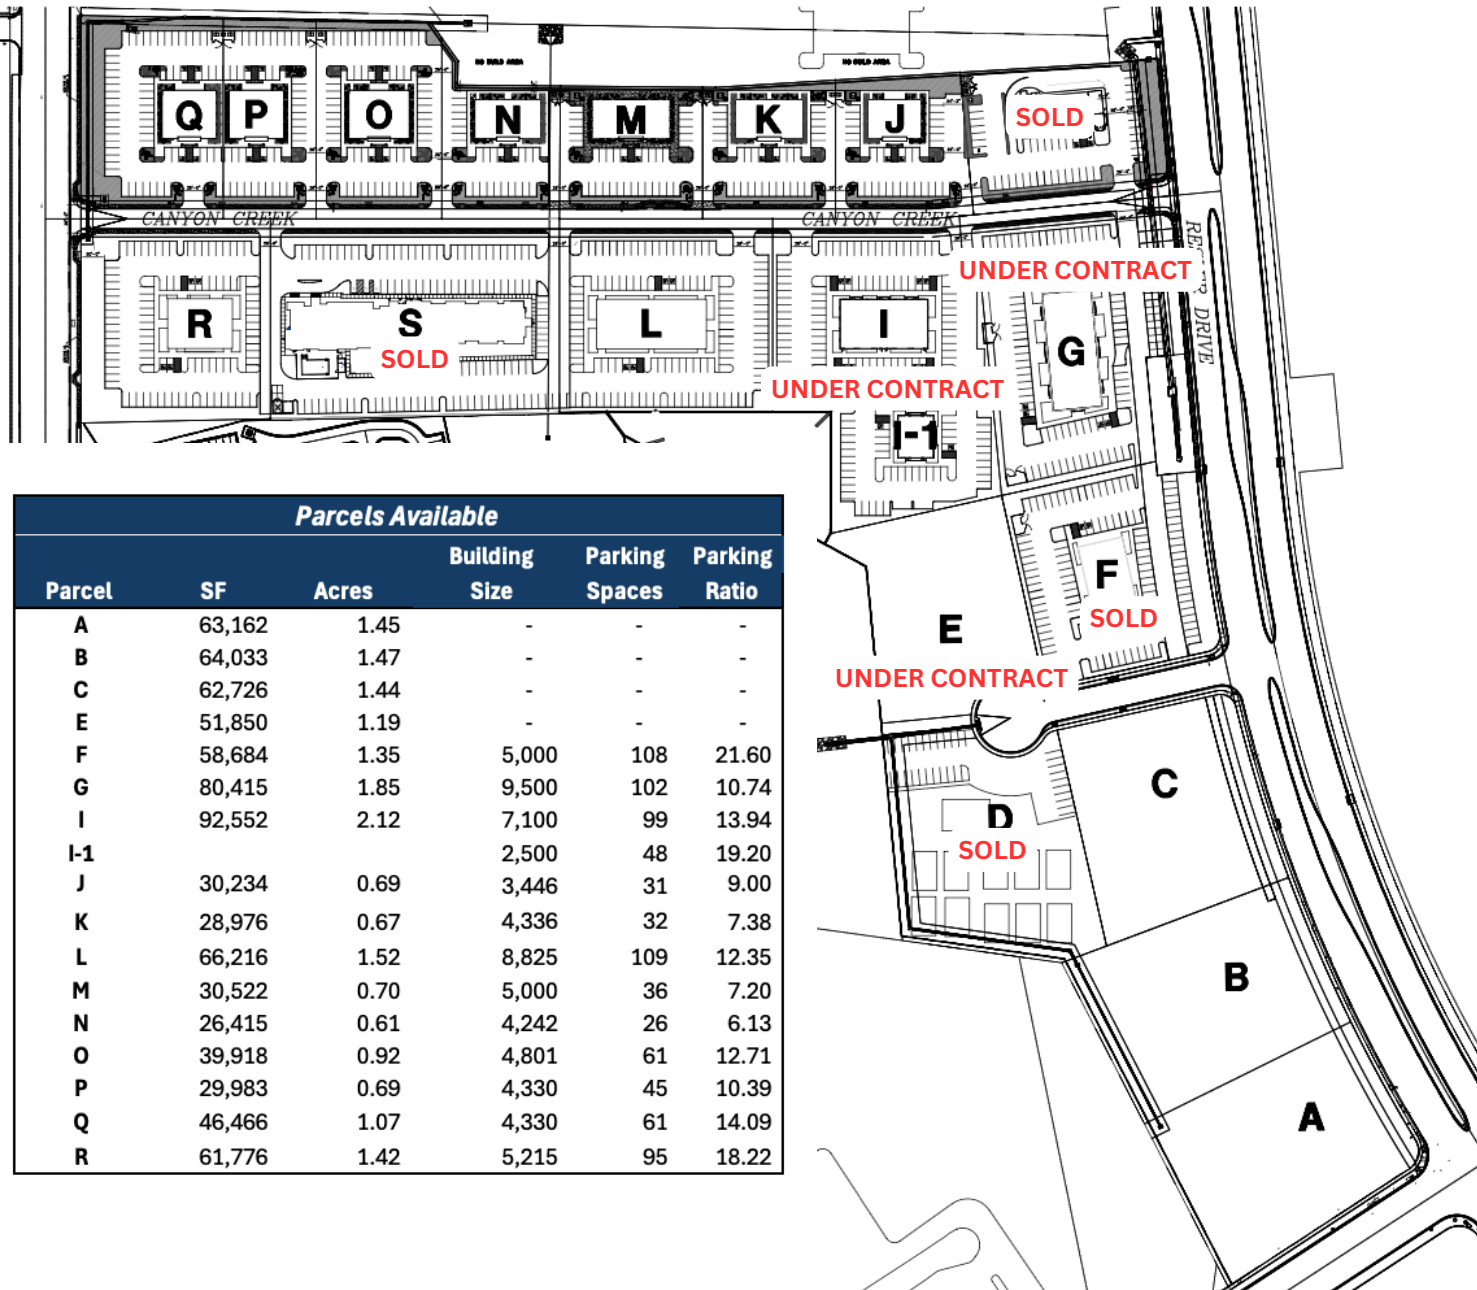 NO BUILD AREA
NO BUILD AREA
Q P O N M K J
SOLD
CANYON CREEK
CANYON CREEK
UNDER CONTRACT
R S L I G
SOLD
DRIVE
UNDER CONTRACT
I-1
F
SOLD
E
UNDER CONTRACT
C
D
SOLD
B
A
Parcels Available
Building Parking Parking
Parcel SF Acres Size Spaces Ratio
A 63,162 1.45 - - -
B 64,033 1.47 - - -
C 62,726 1.44 - - -
E 51,850 1.19 - - -
F 58,684 1.35 5,000 108 21.60
G 80,415 1.85 9,500 102 10.74
I 92,552 2.12 7,100 99 13.94
I-1 2,500 48 19.20
J 30,234 0.69 3,446 31 9.00
K 28,976 0.67 4,336 32 7.38
L 66,216 1.52 8,825 109 12.35
M 30,522 0.70 5,000 36 7.20
N 26,415 0.61 4,242 26 6.13
O 39,918 0.92 4,801 61 12.71
P 29,983 0.69 4,330 45 10.39
Q 46,466 1.07 4,330 61 14.09
R 61,776 1.42 5,215 95 18.22